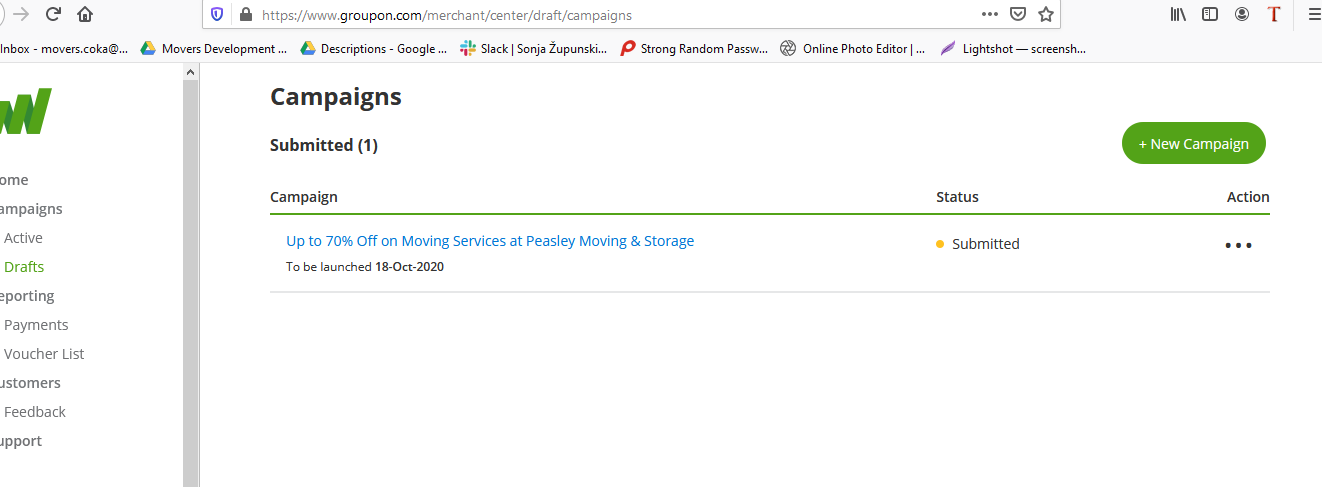 https://www.groupon.com/merchant/center/draft/campaigns
Inbox - movers.coka@... Movers Development ... Descriptions - Google ... Slack | Sonja Župunski... Strong Random Passw... Online Photo Editor | ... Lightshot — screensh...
Campaigns
Submitted (1)
+ New Campaign
Campaign Status Action
Up to 70% Off on Moving Services at Peasley Moving & Storage
Submitted
To be launched 18-Oct-2020
ome
ampaigns
Active
Drafts
eporting
Payments
Voucher List
ustomers
Feedback
upport